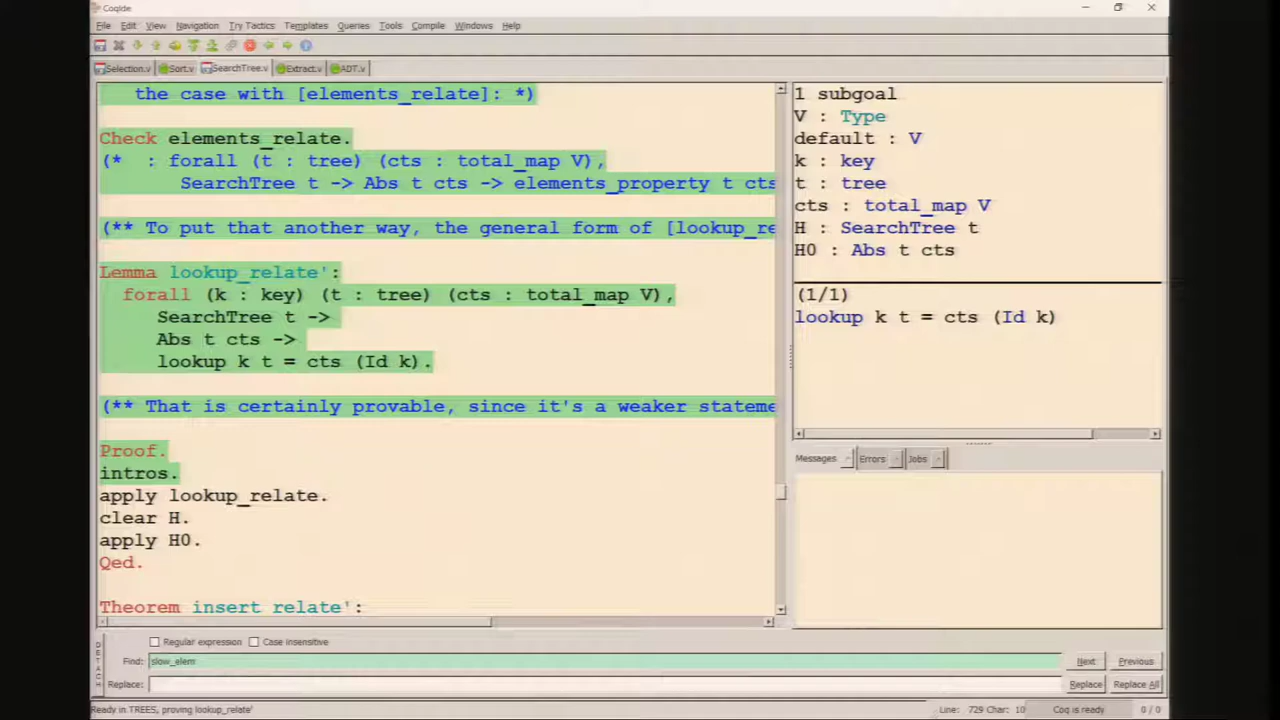 CoqIde
File Edit View Navigation Try Tactics Templates Queries Tools Compile Windows Help
Selection.v Sort.v SearchTree.v Extract.v ADT.v
the case with [elements_relate]: *)
Check elements_relate.
(* : forall (t : tree) (cts : total_map V),
SearchTree t -> Abs t cts -> elements_property t cts
(** To put that another way, the general form of [lookup_re
Lemma lookup_relate':
forall (k : key) (t : tree) (cts : total_map V),
SearchTree t ->
Abs t cts ->
lookup k t = cts (Id k).
(** That is certainly provable, since it's a weaker stateme
Proof.
intros.
apply lookup_relate.
clear H.
apply H0.
Qed.
Theorem insert_relate':
1 subgoal
V : Type
default : V
k : key
t : tree
cts : total_map V
H : SearchTree t
H0 : Abs t cts
(1/1)
lookup k t = cts (Id k)
Messages Errors Jobs
DETACH
Regular expression Case Insensitive
Find: slow_elem Next Previous
Replace: Replace Replace All
Ready in TREES, proving lookup_relate' Line: 729 Char: 10 Coq is ready 0 / 0